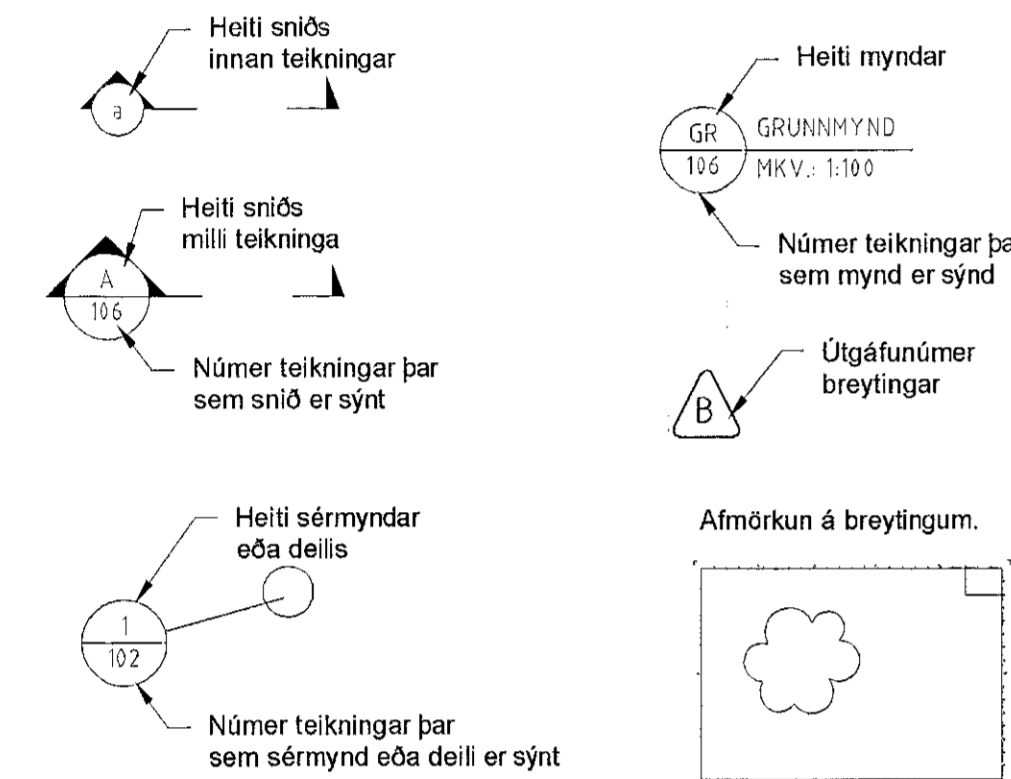 Heiti sniðs
innan teikningar
a
Heiti sniðs
milli teikninga
A
106
Númer teikningar þar
sem snið er sýnt
Heiti sérmyndar
eða deilis
1
102
Númer teikningar þar
sem sérmynd eða deili er sýnt
Heiti myndar
GR
106
GRUNNMYND
MKV.: 1:100
Númer teikningar þa
sem mynd er sýnd
Útgáfunúmer
breytingar
B
Afmörkun á breytingum.